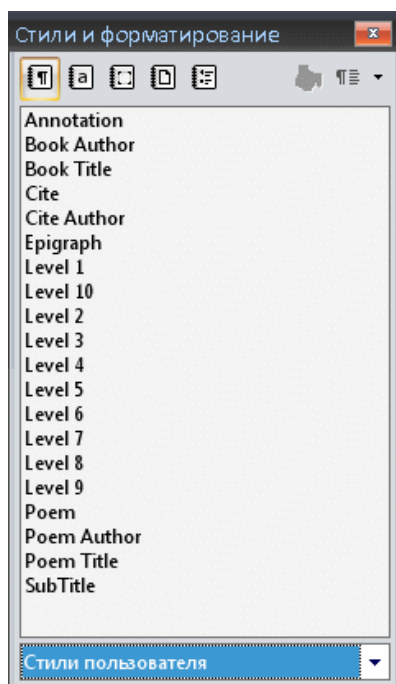 Стили и форматирование
Annotation
Book Author
Book Title
Cite
Cite Author
Epigraph
Level 1
Level 10
Level 2
Level 3
Level 4
Level 5
Level 6
Level 7
Level 8
Level 9
Poem
Poem Author
Poem Title
SubTitle
Стили пользователя